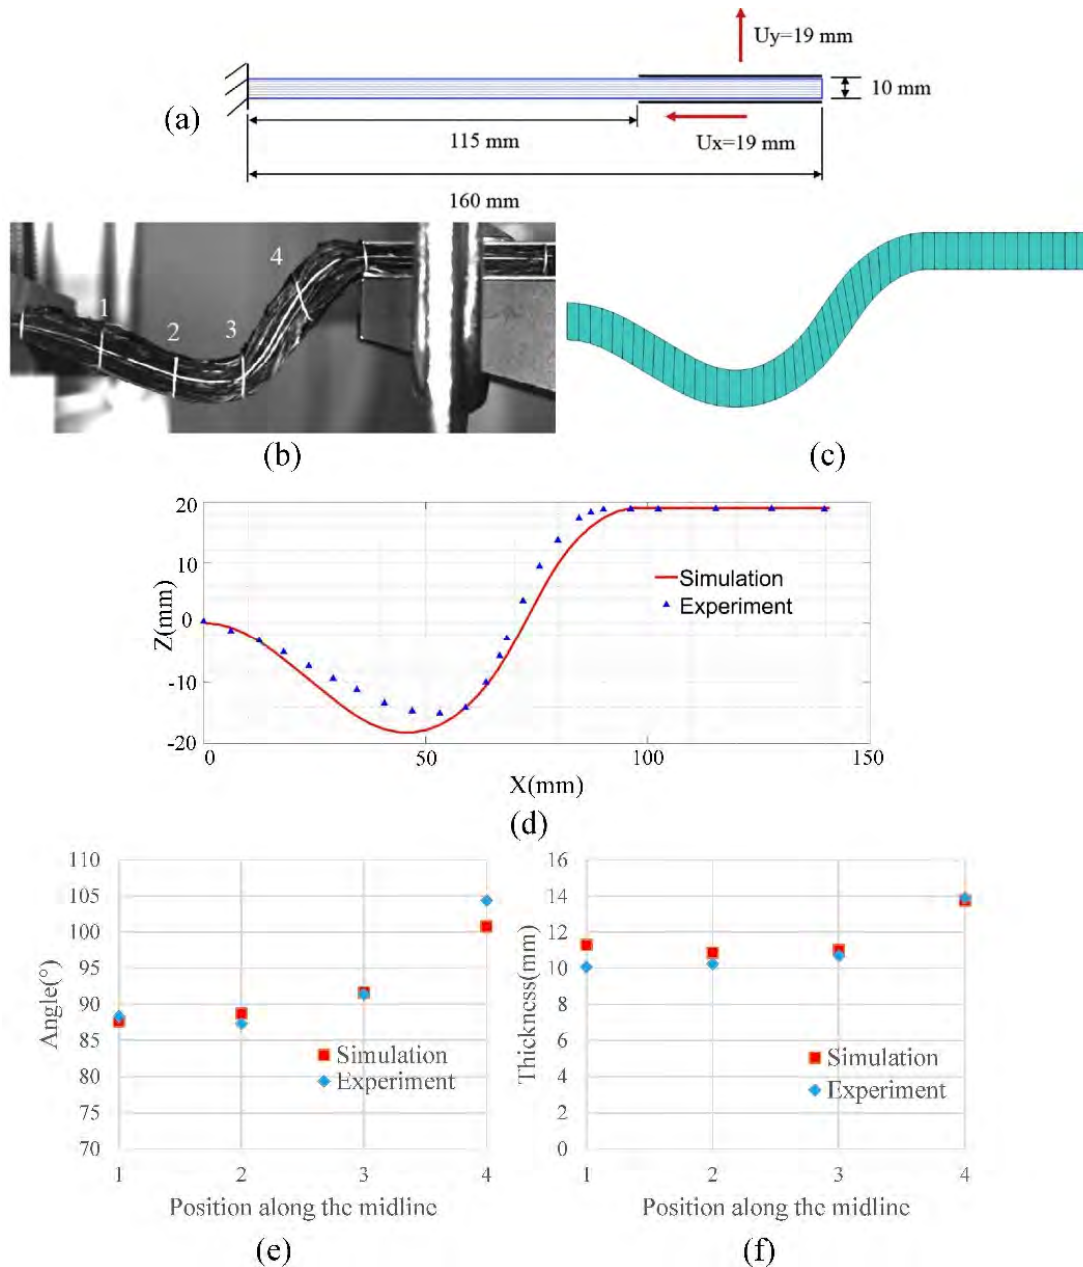 Uy=19 mm
10 mm
(a)
115 mm
Ux=19 mm
160 mm
1
2
3
4
(b)
(c)
20
10
0
-10
-20
Z(mm)
Simulation
Experiment
0
50
100
150
X(mm)
(d)
110
105
100
95
90
85
80
75
70
Angle(°)
Simulation
Experiment
1
2
3
4
Position along the midline
(e)
16
14
12
10
8
6
4
2
0
Thickness(mm)
Simulation
Experiment
1
2
3
4
Position along the midline
(f)